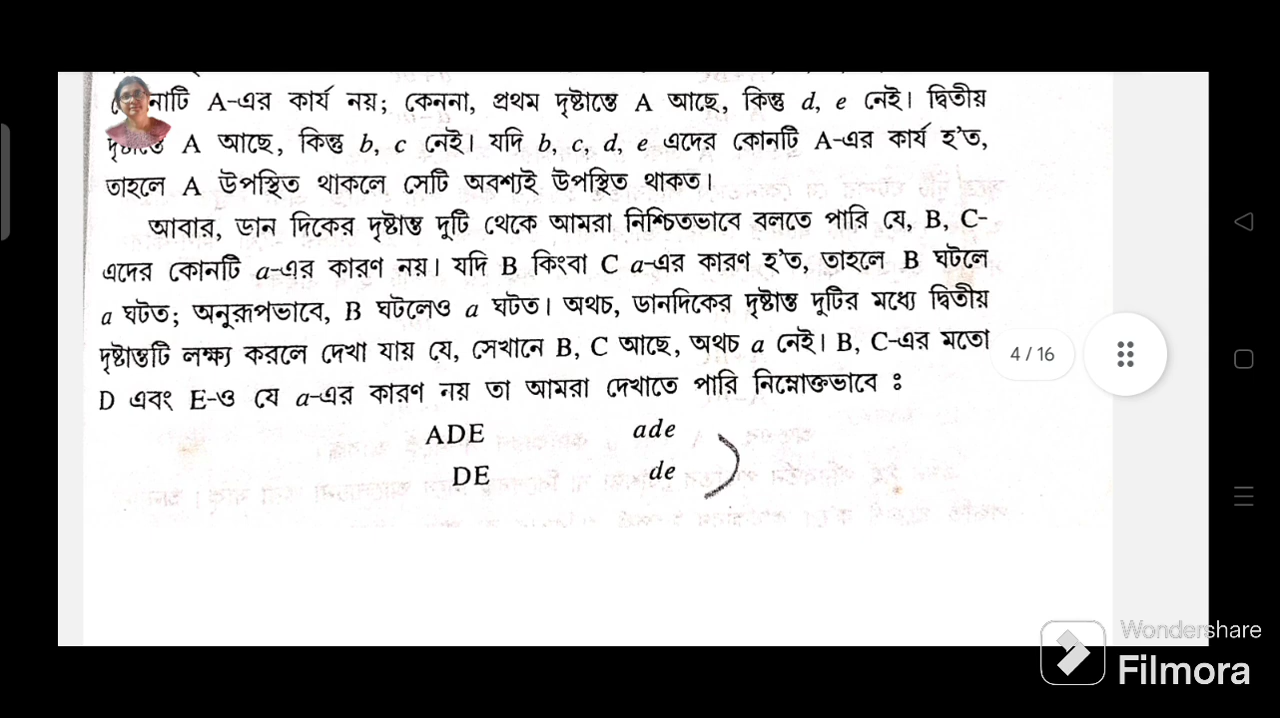 নাটি A-এর কার্য নয়; কেননা, প্রথম দৃষ্টান্তে A আছে, কিন্তু d, e নেই। দ্বিতীয়
দৃষ্টান্তে A আছে, কিন্তু b, c নেই। যদি b, c, d, e এদের কোনটি A-এর কার্য হ'ত,
তাহলে A উপস্থিত থাকলে সেটি অবশ্যই উপস্থিত থাকত।
আবার, ডান দিকের দৃষ্টান্ত দুটি থেকে আমরা নিশ্চিতভাবে বলতে পারি যে, B, C-
এদের কোনটি a-এর কারণ নয়। যদি B কিংবা C a-এর কারণ হ'ত, তাহলে B ঘটলে
a ঘটত; অনুরূপভাবে, B ঘটলেও a ঘটত। অথচ, ডানদিকের দৃষ্টান্ত দুটির মধ্যে দ্বিতীয়
দৃষ্টান্তটি লক্ষ্য করলে দেখা যায় যে, সেখানে B, C আছে, অথচ a নেই। B, C-এর মতো
D এবং E-ও যে a-এর কারণ নয় তা আমরা দেখাতে পারি নিম্নোক্তভাবে ঃ
ADE ade
DE de
4 / 16
Wondershare
Filmora